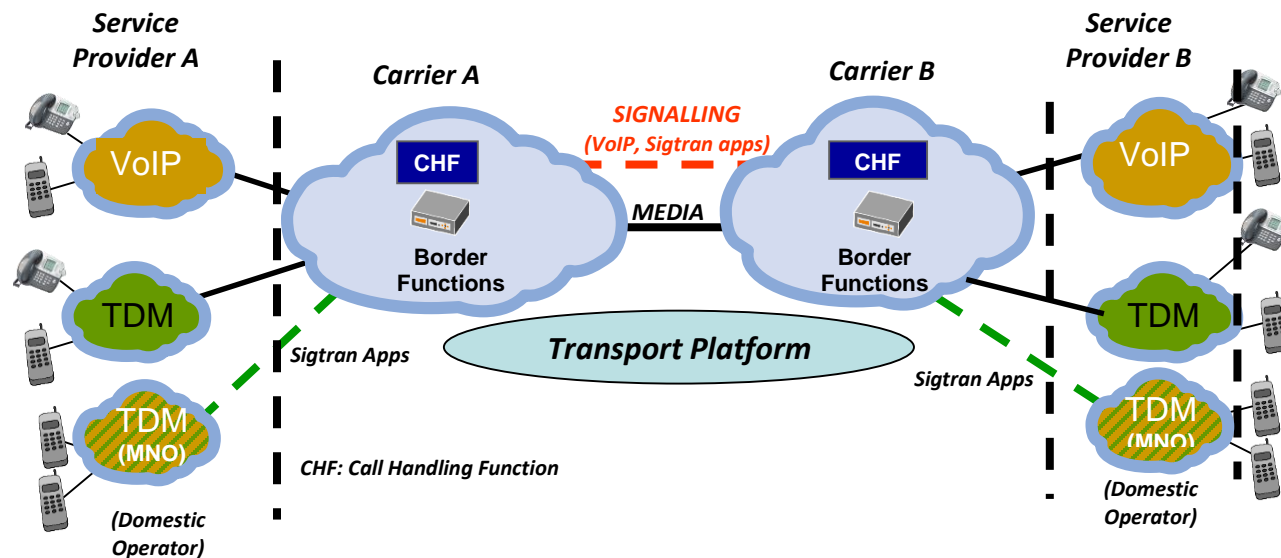 Service
Provider A
Carrier A
Carrier B
Service
Provider B
SIGNALLING
(VoIP, Sigtran apps)
VoIP
CHF
CHF
VoIP
MEDIA
Border
Functions
Border
Functions
TDM
TDM
Transport Platform
Sigtran Apps
Sigtran Apps
TDM
(MNO)
TDM
(MNO)
CHF: Call Handling Function
(Domestic
Operator)
(Domestic
Operator)